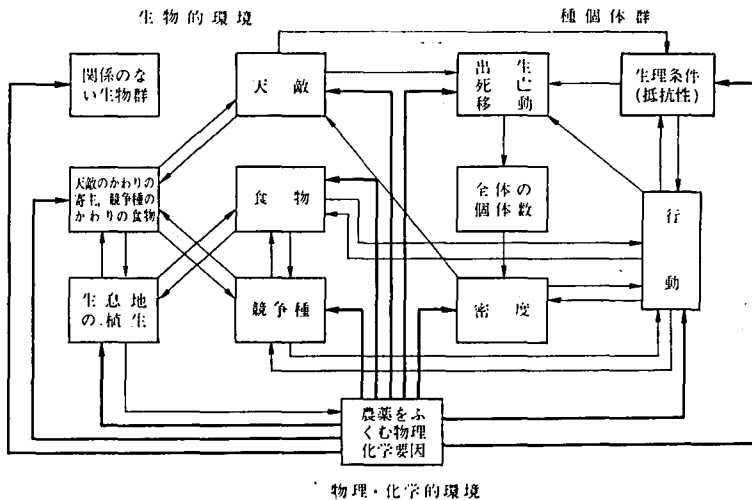 生物的環境
種個体群
関係のな
い生物群
天敵
出生
死亡
移動
生理条件
(抵抗性)
天敵のかわりの
寄主，競争種の
かわりの食物
食物
全体の
個体数
行
動
生息地
の植生
競争種
密度
農薬をふ
くむ物理
化学要因
物理・化学的環境